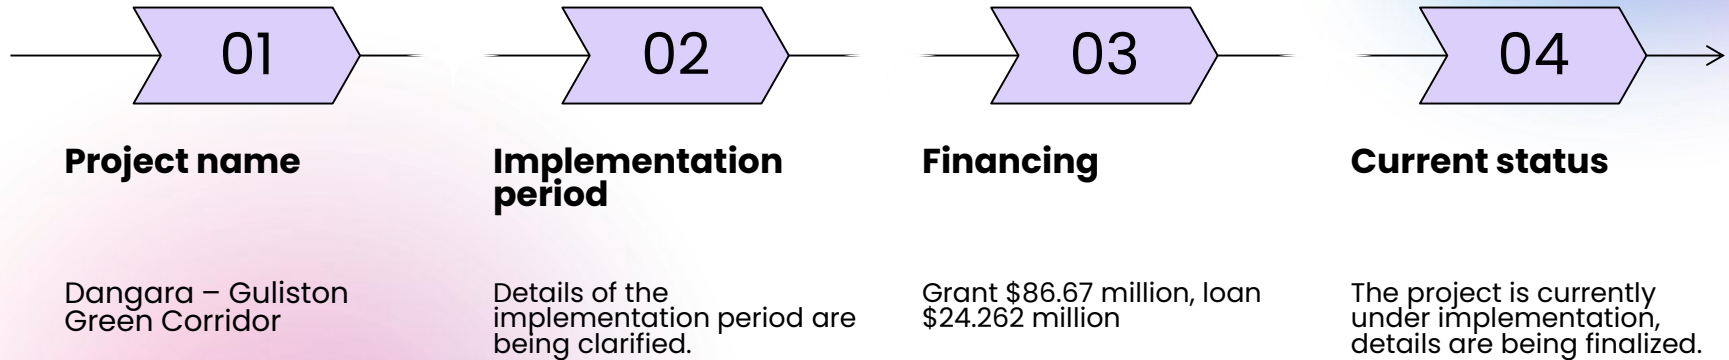 01
Project name
Dangara – Guliston
Green Corridor
02
Implementation
period
Details of the
implementation period are
being clarified.
03
Financing
Grant $86.67 million, loan
$24.262 million
04
Current status
The project is currently
under implementation,
details are being finalized.